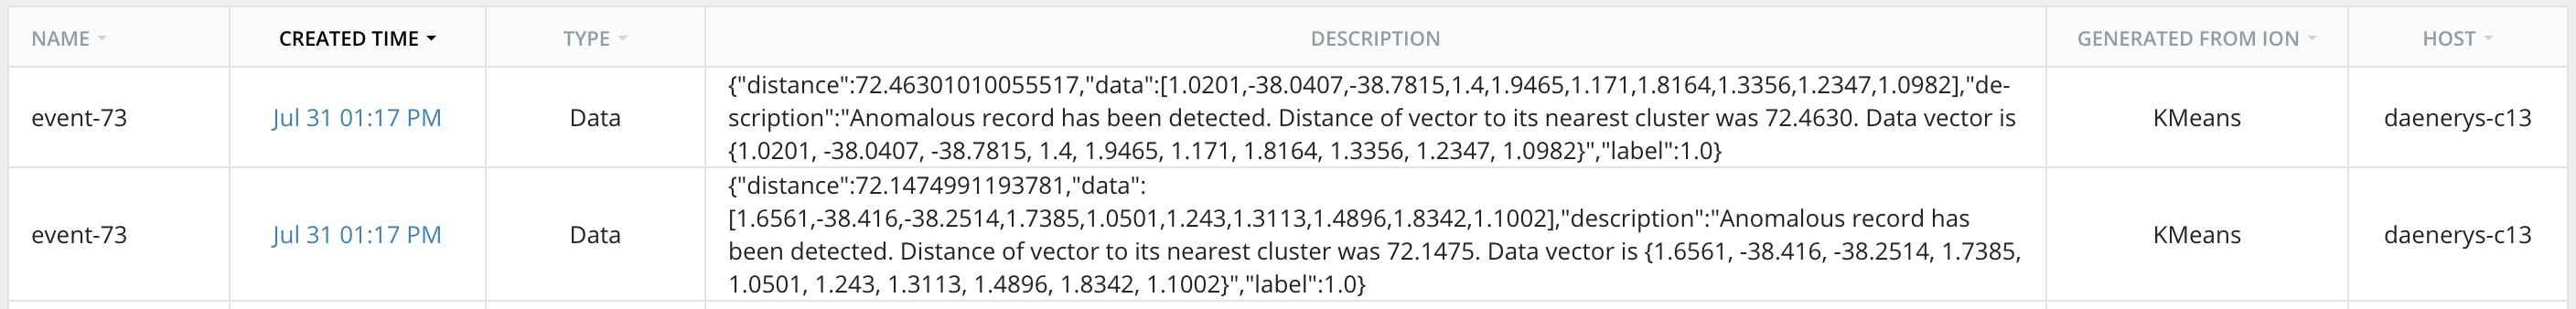 NAME CREATED TIME TYPE DESCRIPTION GENERATED FROM ION HOST
event-73 Jul 31 01:17 PM Data
{"distance":72.46301010055517,"data":[1.0201,-38.0407,-38.7815,1.4,1.9465,1.171,1.8164,1.3356,1.2347,1.0982],"de-
scription":"Anomalous record has been detected. Distance of vector to its nearest cluster was 72.4630. Data vector is
{1.0201, -38.0407, -38.7815, 1.4, 1.9465, 1.171, 1.8164, 1.3356, 1.2347, 1.0982}","label":1.0}
KMeans daenerys-c13
event-73 Jul 31 01:17 PM Data
{"distance":72.1474991193781,"data":
[1.6561,-38.416,-38.2514,1.7385,1.0501,1.243,1.3113,1.4896,1.8342,1.1002],"description":"Anomalous record has
been detected. Distance of vector to its nearest cluster was 72.1475. Data vector is {1.6561, -38.416, -38.2514, 1.7385,
1.0501, 1.243, 1.3113, 1.4896, 1.8342, 1.1002}","label":1.0}
KMeans daenerys-c13